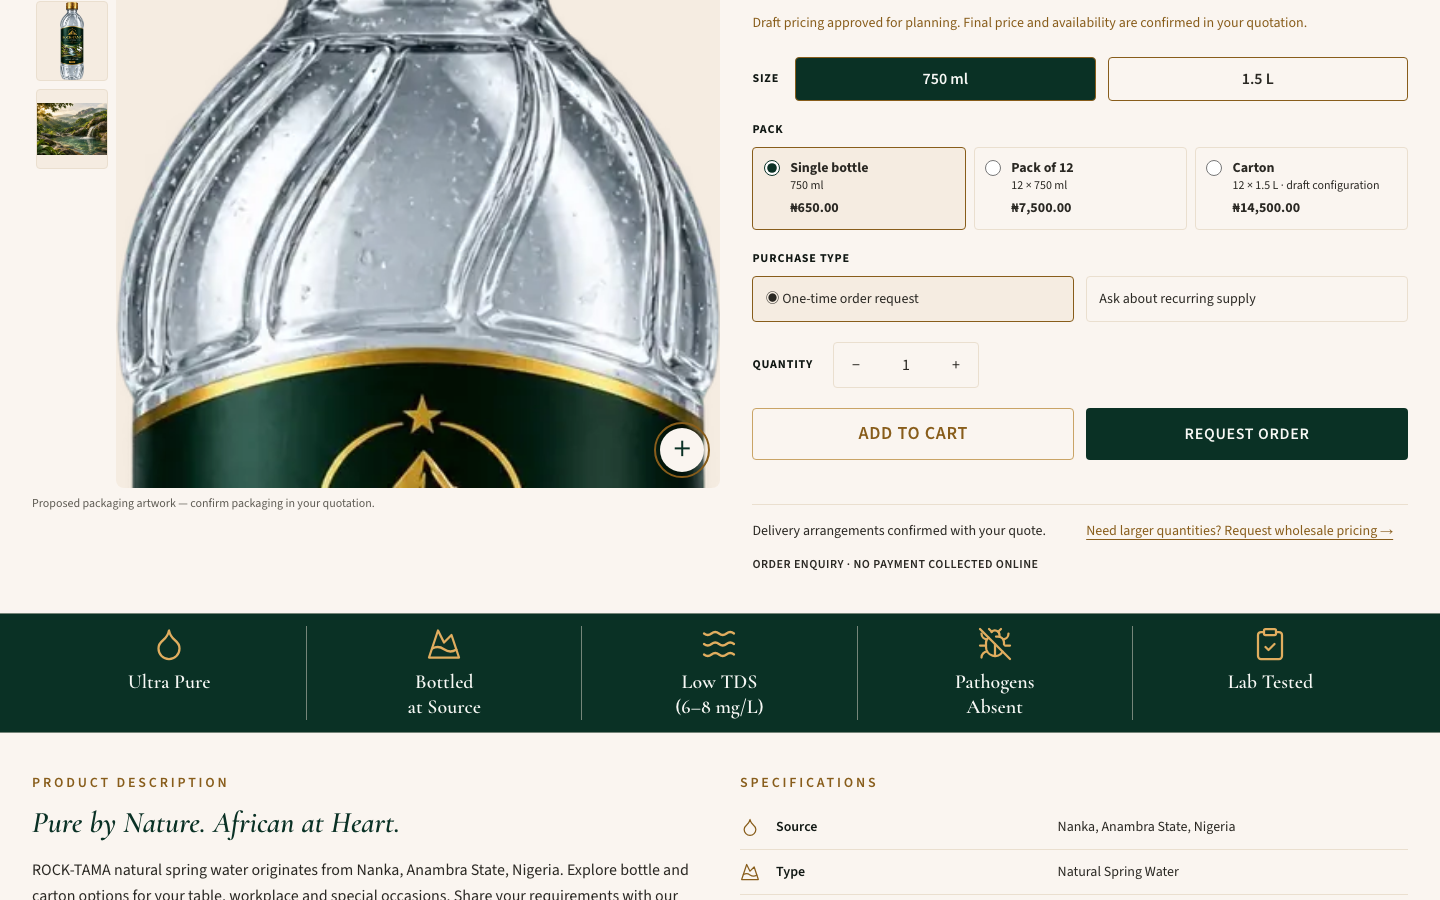 Draft pricing approved for planning. Final price and availability are confirmed in your quotation.
SIZE
750 ml
1.5 L
PACK
Single bottle
750 ml
₦650.00
Pack of 12
12 × 750 ml
₦7,500.00
Carton
12 × 1.5 L · draft configuration
₦14,500.00
PURCHASE TYPE
One-time order request
Ask about recurring supply
QUANTITY
− 1 +
ADD TO CART
REQUEST ORDER
+
Proposed packaging artwork — confirm packaging in your quotation.
Delivery arrangements confirmed with your quote.
Need larger quantities? Request wholesale pricing →
ORDER ENQUIRY · NO PAYMENT COLLECTED ONLINE
Ultra Pure
Bottled
at Source
Low TDS
(6–8 mg/L)
Pathogens
Absent
Lab Tested
PRODUCT DESCRIPTION
Pure by Nature. African at Heart.
ROCK-TAMA natural spring water originates from Nanka, Anambra State, Nigeria. Explore bottle and
carton options for your table, workplace and special occasions. Share your requirements with our
SPECIFICATIONS
Source
Nanka, Anambra State, Nigeria
Type
Natural Spring Water